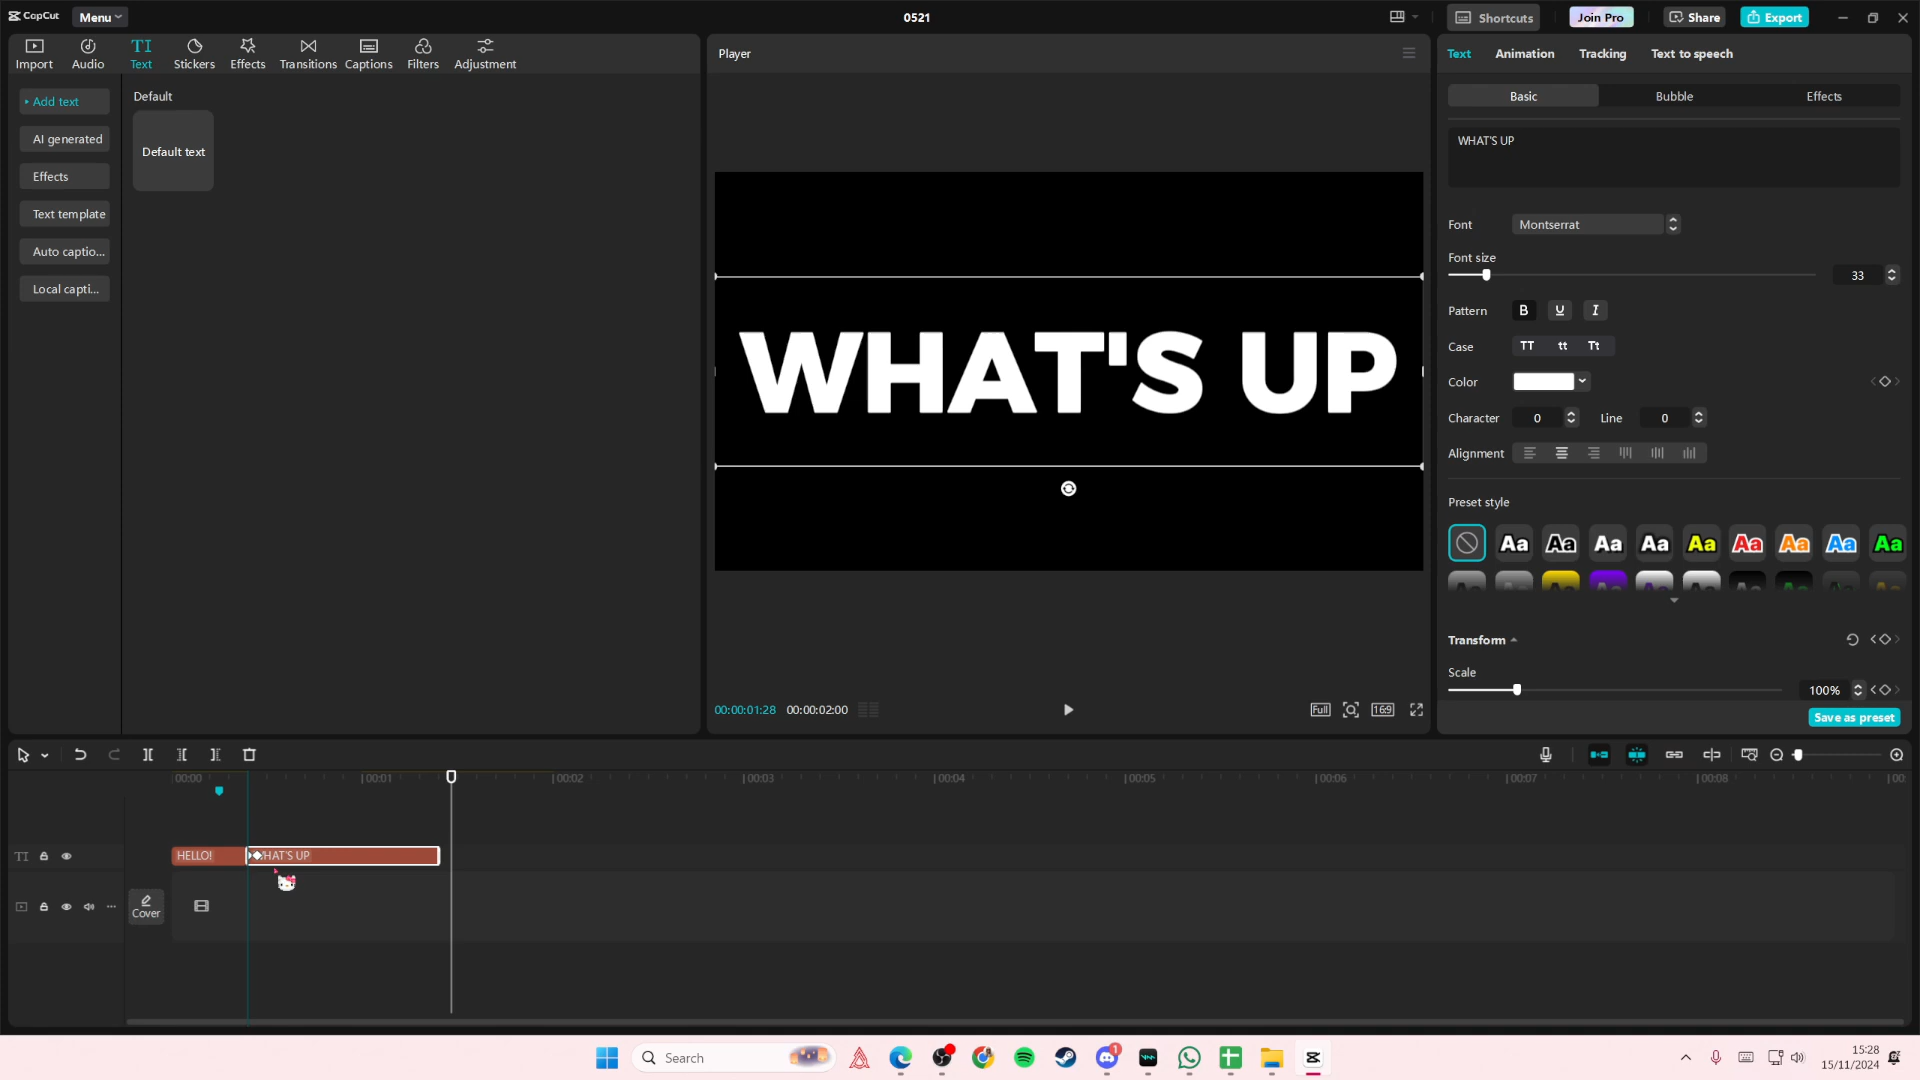 CapCut
Menu
0521
Shortcuts
Join Pro
Share
Export
Import
Audio
TI
Text
Stickers
Effects
Transitions
Captions
Filters
Adjustment
Player
Text
Animation
Tracking
Text to speech
Add text
AI generated
Effects
Text template
Auto captio...
Local capti...
Default
Default text
Basic
Bubble
Effects
WHAT'S UP
WHAT'S UP
Font
Montserrat
Font size
33
Pattern
B
U
I
Case
TT
tt
Tt
Color
Character
0
Line
0
Alignment
Preset style
Aa Aa Aa Aa Aa Aa Aa Aa Aa
Transform
Scale
100%
Save as preset
00:00:01:28
00:00:02:00
Full
16:9
00:00
00:01
00:02
00:03
00:04
00:05
00:06
00:07
00:08
TI
HELLO!
HAT'S UP
Cover
Search
1
15:28
15/11/2024